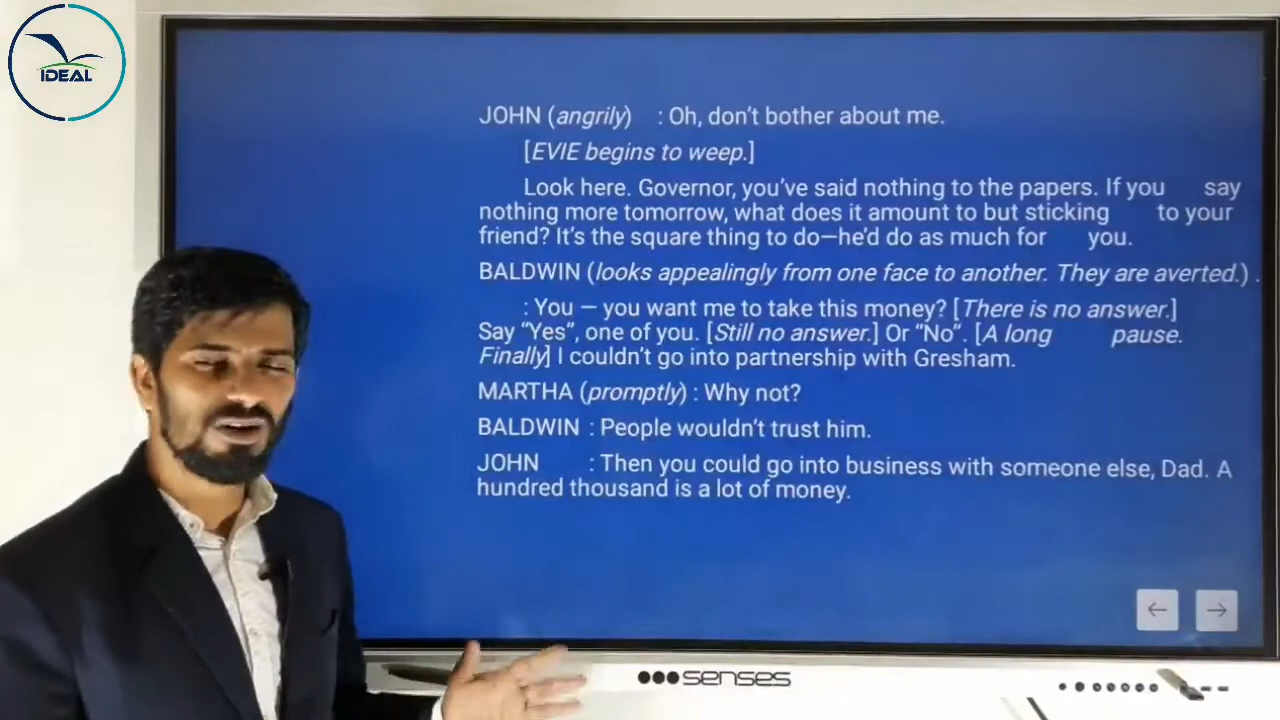 IDEAL
JOHN (angrily) : Oh, don't bother about me.
[EVIE begins to weep.]
Look here. Governor, you've said nothing to the papers. If you say
nothing more tomorrow, what does it amount to but sticking to your
friend? It's the square thing to do—he'd do as much for you.
BALDWIN (looks appealingly from one face to another. They are averted.) .
: You — you want me to take this money? [There is no answer.]
Say “Yes”, one of you. [Still no answer.] Or “No”. [A long pause.
Finally] I couldn't go into partnership with Gresham.
MARTHA (promptly) : Why not?
BALDWIN : People wouldn't trust him.
JOHN : Then you could go into business with someone else, Dad. A
hundred thousand is a lot of money.
senses